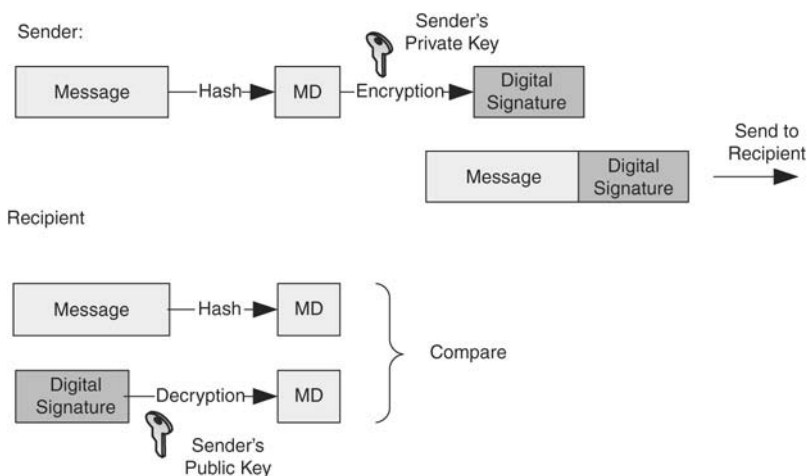 Sender:
Sender's
Private Key
Message
Hash
MD
Encryption
Digital
Signature
Message
Digital
Signature
Send to
Recipient
Recipient
Message
Hash
MD
Compare
Digital
Signature
Decryption
MD
Sender's
Public Key